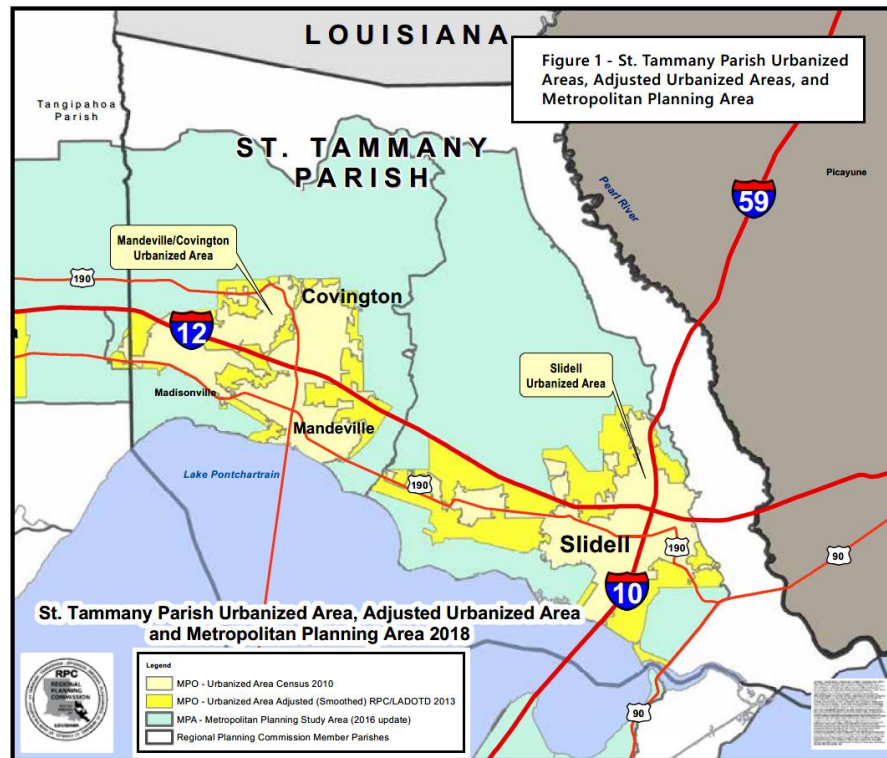 LOUISIANA
Figure 1 - St. Tammany Parish Urbanized
Areas, Adjusted Urbanized Areas, and
Metropolitan Planning Area
Tangipahoa
Parish
ST. TAMMANY
PARISH
Pearl River
Picayune
59
Mandeville/Covington
Urbanized Area
190
Covington
12
Slidell
Urbanized Area
Madisonville
Mandeville
Lake Pontchartrain
190
Slidell
190
90
10
St. Tammany Parish Urbanized Area, Adjusted Urbanized Area
and Metropolitan Planning Area 2018
RPC
REGIONAL
PLANNING
COMMISSION
LOUISIANA
Legend
MPO - Urbanized Area Census 2010
MPO - Urbanized Area Adjusted (Smoothed) RPC/LADOTD 2013
MPA - Metropolitan Planning Study Area (2016 update)
Regional Planning Commission Member Parishes
90